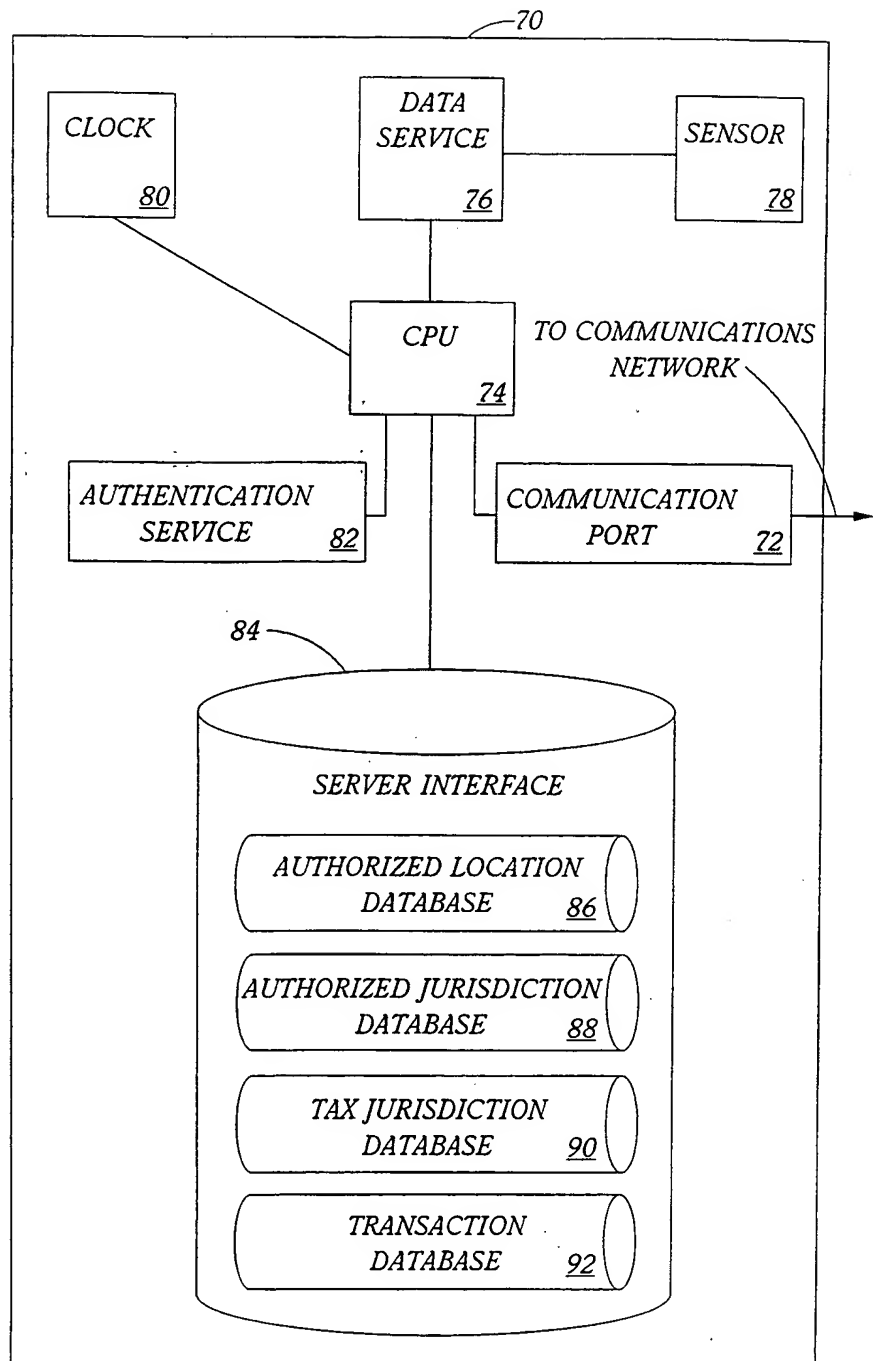 70
CLOCK
80
DATA
SERVICE
76
SENSOR
78
CPU
74
TO COMMUNICATIONS
NETWORK
AUTHENTICATION
SERVICE
82
COMMUNICATION
PORT
72
84
SERVER INTERFACE
AUTHORIZED LOCATION
DATABASE
86
AUTHORIZED JURISDICTION
DATABASE
88
TAX JURISDICTION
DATABASE
90
TRANSACTION
DATABASE
92